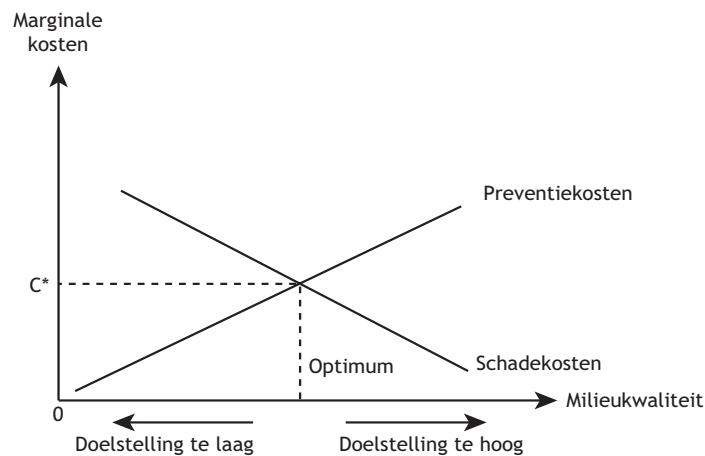 Marginale
kosten
Preventiekosten
C*
Optimum
Schadekosten
Milieukwaliteit
0
Doelstelling te laag
Doelstelling te hoog